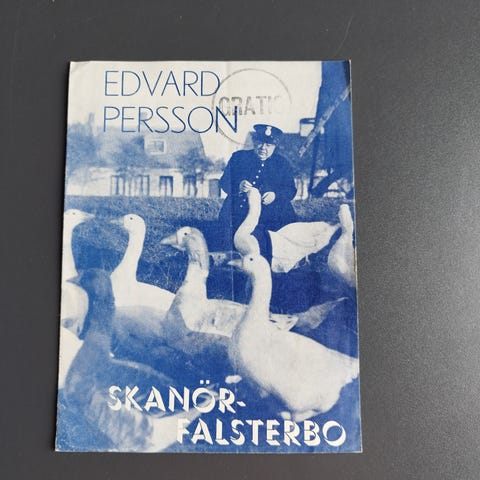 EDVARD
PERSSON
GRATIS
SKANÖR-
FALSTERBO